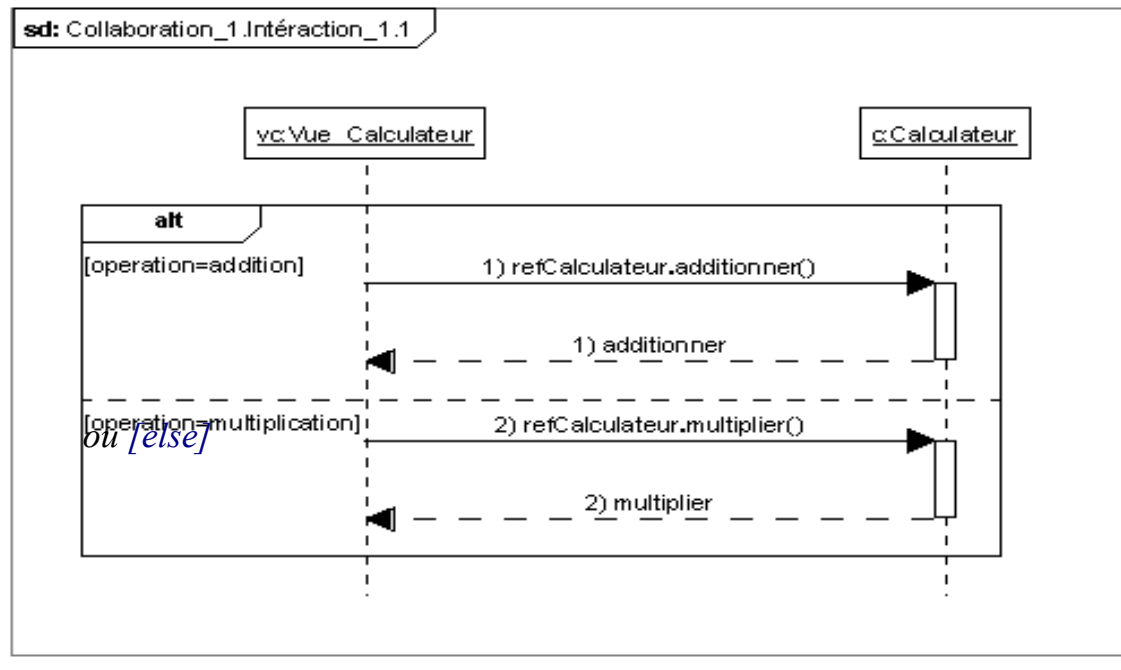 sd: Collaboration_1.Intéraction_1.1
vc:Vue_Calculateur
c:Calculateur
alt
[operation=addition]
1) refCalculateur.additionner()
1) additionner
[operation=multiplication]
2) refCalculateur.multiplier()
ou [else]
2) multiplier